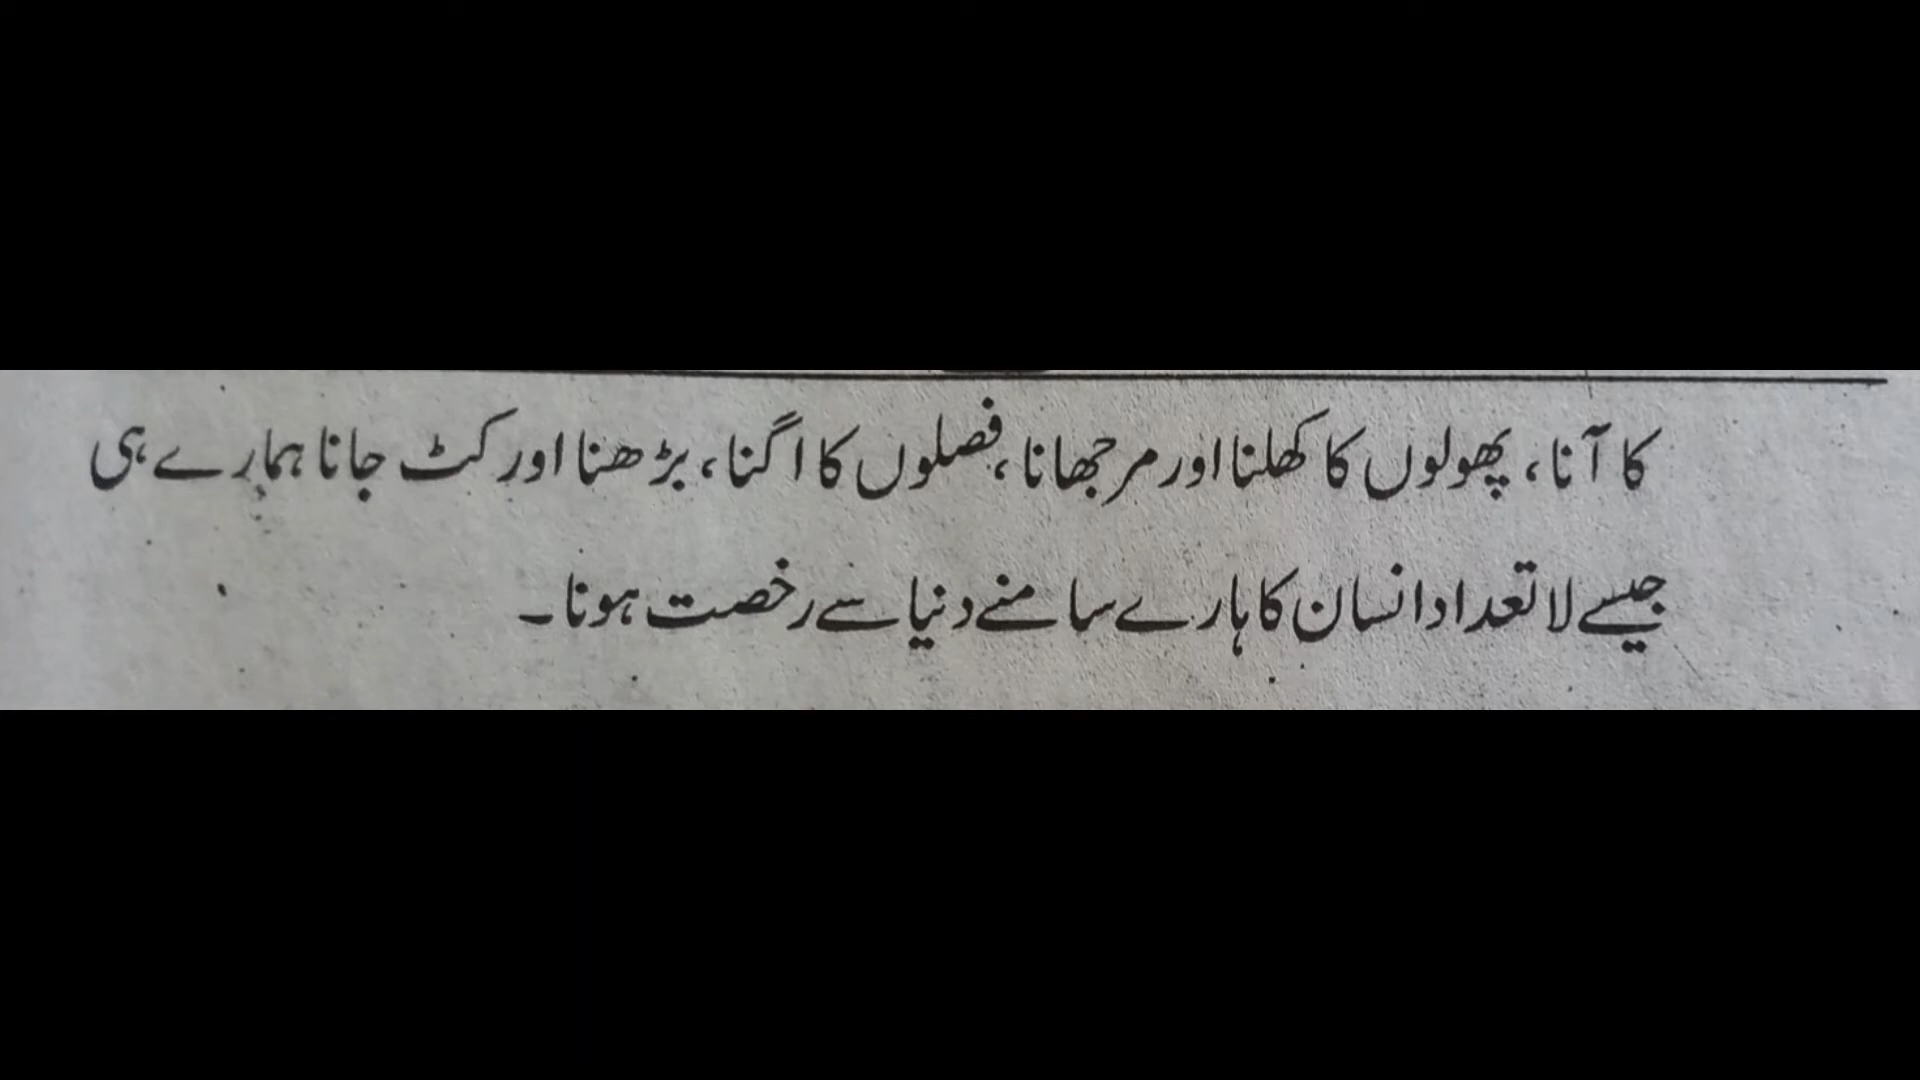 کا آنا، پھولوں کا کھلنا اور مرجھانا، فصلوں کا اگنا، بڑھنا اور کٹ جانا ہمارے ہی
جیسے لاتعداد انسان کا ہارے سامنے دنیا سے رخصت ہونا۔